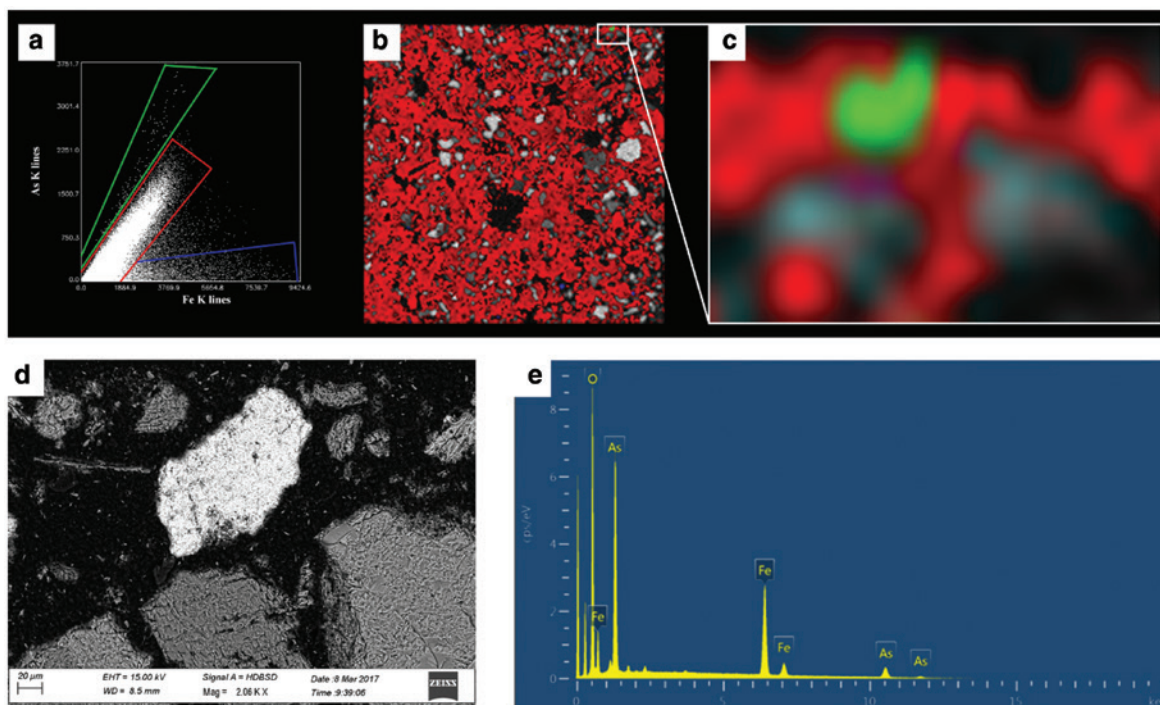 a
b
c
3751.7
3001.4
2251.0
1500.7
750.3
0.0
As K lines
0.0 1884.9 3769.9 5654.8 7539.7 9424.6
Fe K lines
d
20 µm
EHT = 15.00 kV Signal A = HDBSD Date :8 Mar 2017
WD = 8.5 mm Mag = 2.06 K X Time :9:39:06
ZEISS
e
cps/eV
8
6
4
2
0
O
As
Fe
Fe
Fe
As
As
0 5 10 15